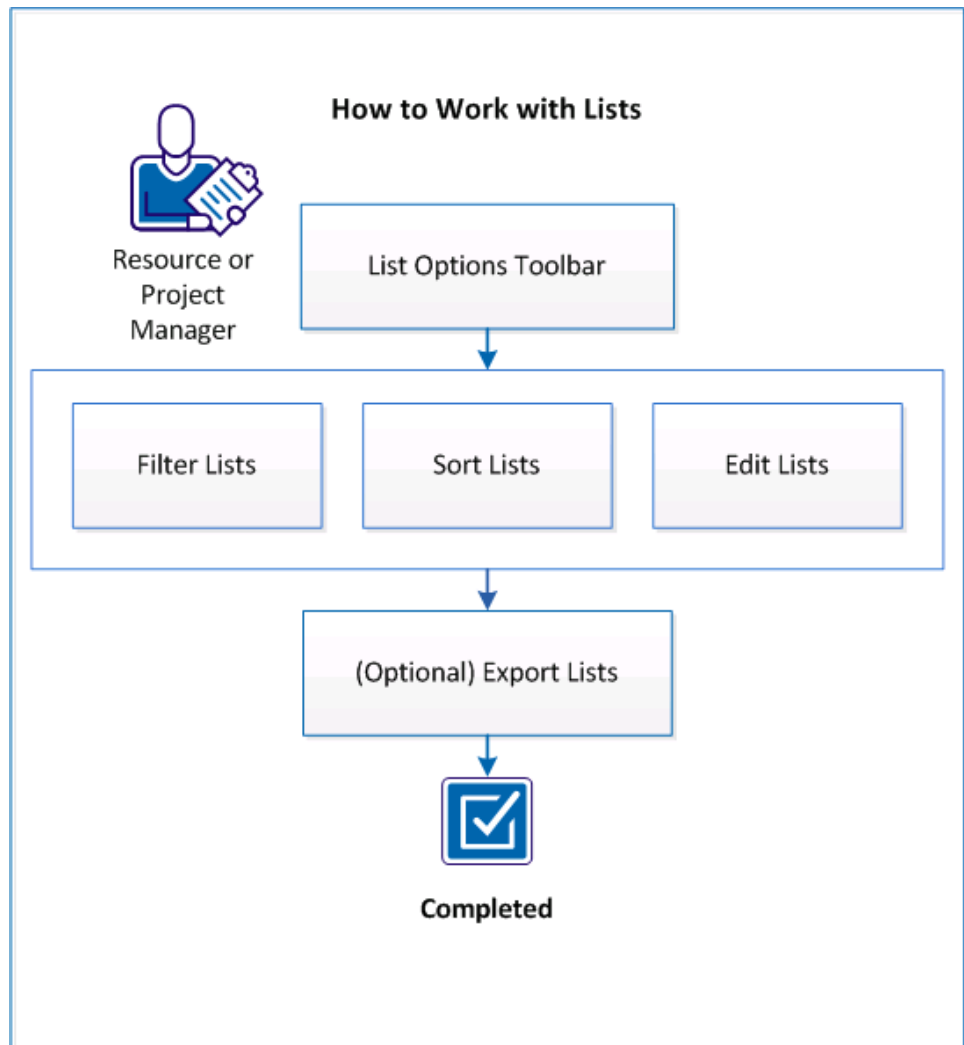 How to Work with Lists
Resource or
Project
Manager
List Options Toolbar
Filter Lists
Sort Lists
Edit Lists
(Optional) Export Lists
Completed